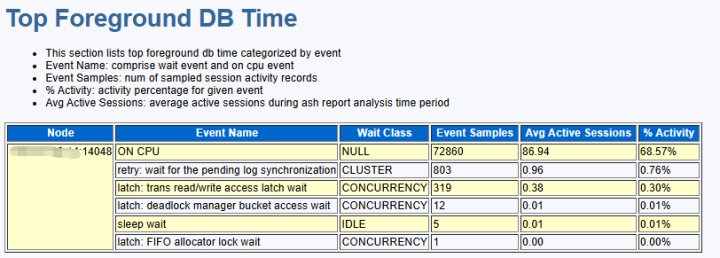 Top Foreground DB Time
This section lists top foreground db time categorized by event
Event Name: comprise wait event and on cpu event
Event Samples: num of sampled session activity records
% Activity: activity percentage for given event
Avg Active Sessions: average active sessions during ash report analysis time period
Node Event Name Wait Class Event Samples Avg Active Sessions % Activity
:14048 ON CPU NULL 72860 86.94 68.57%
retry: wait for the pending log synchronization CLUSTER 803 0.96 0.76%
latch: trans read/write access latch wait CONCURRENCY 319 0.38 0.30%
latch: deadlock manager bucket access wait CONCURRENCY 12 0.01 0.01%
sleep wait IDLE 5 0.01 0.01%
latch: FIFO allocator lock wait CONCURRENCY 1 0.00 0.00%